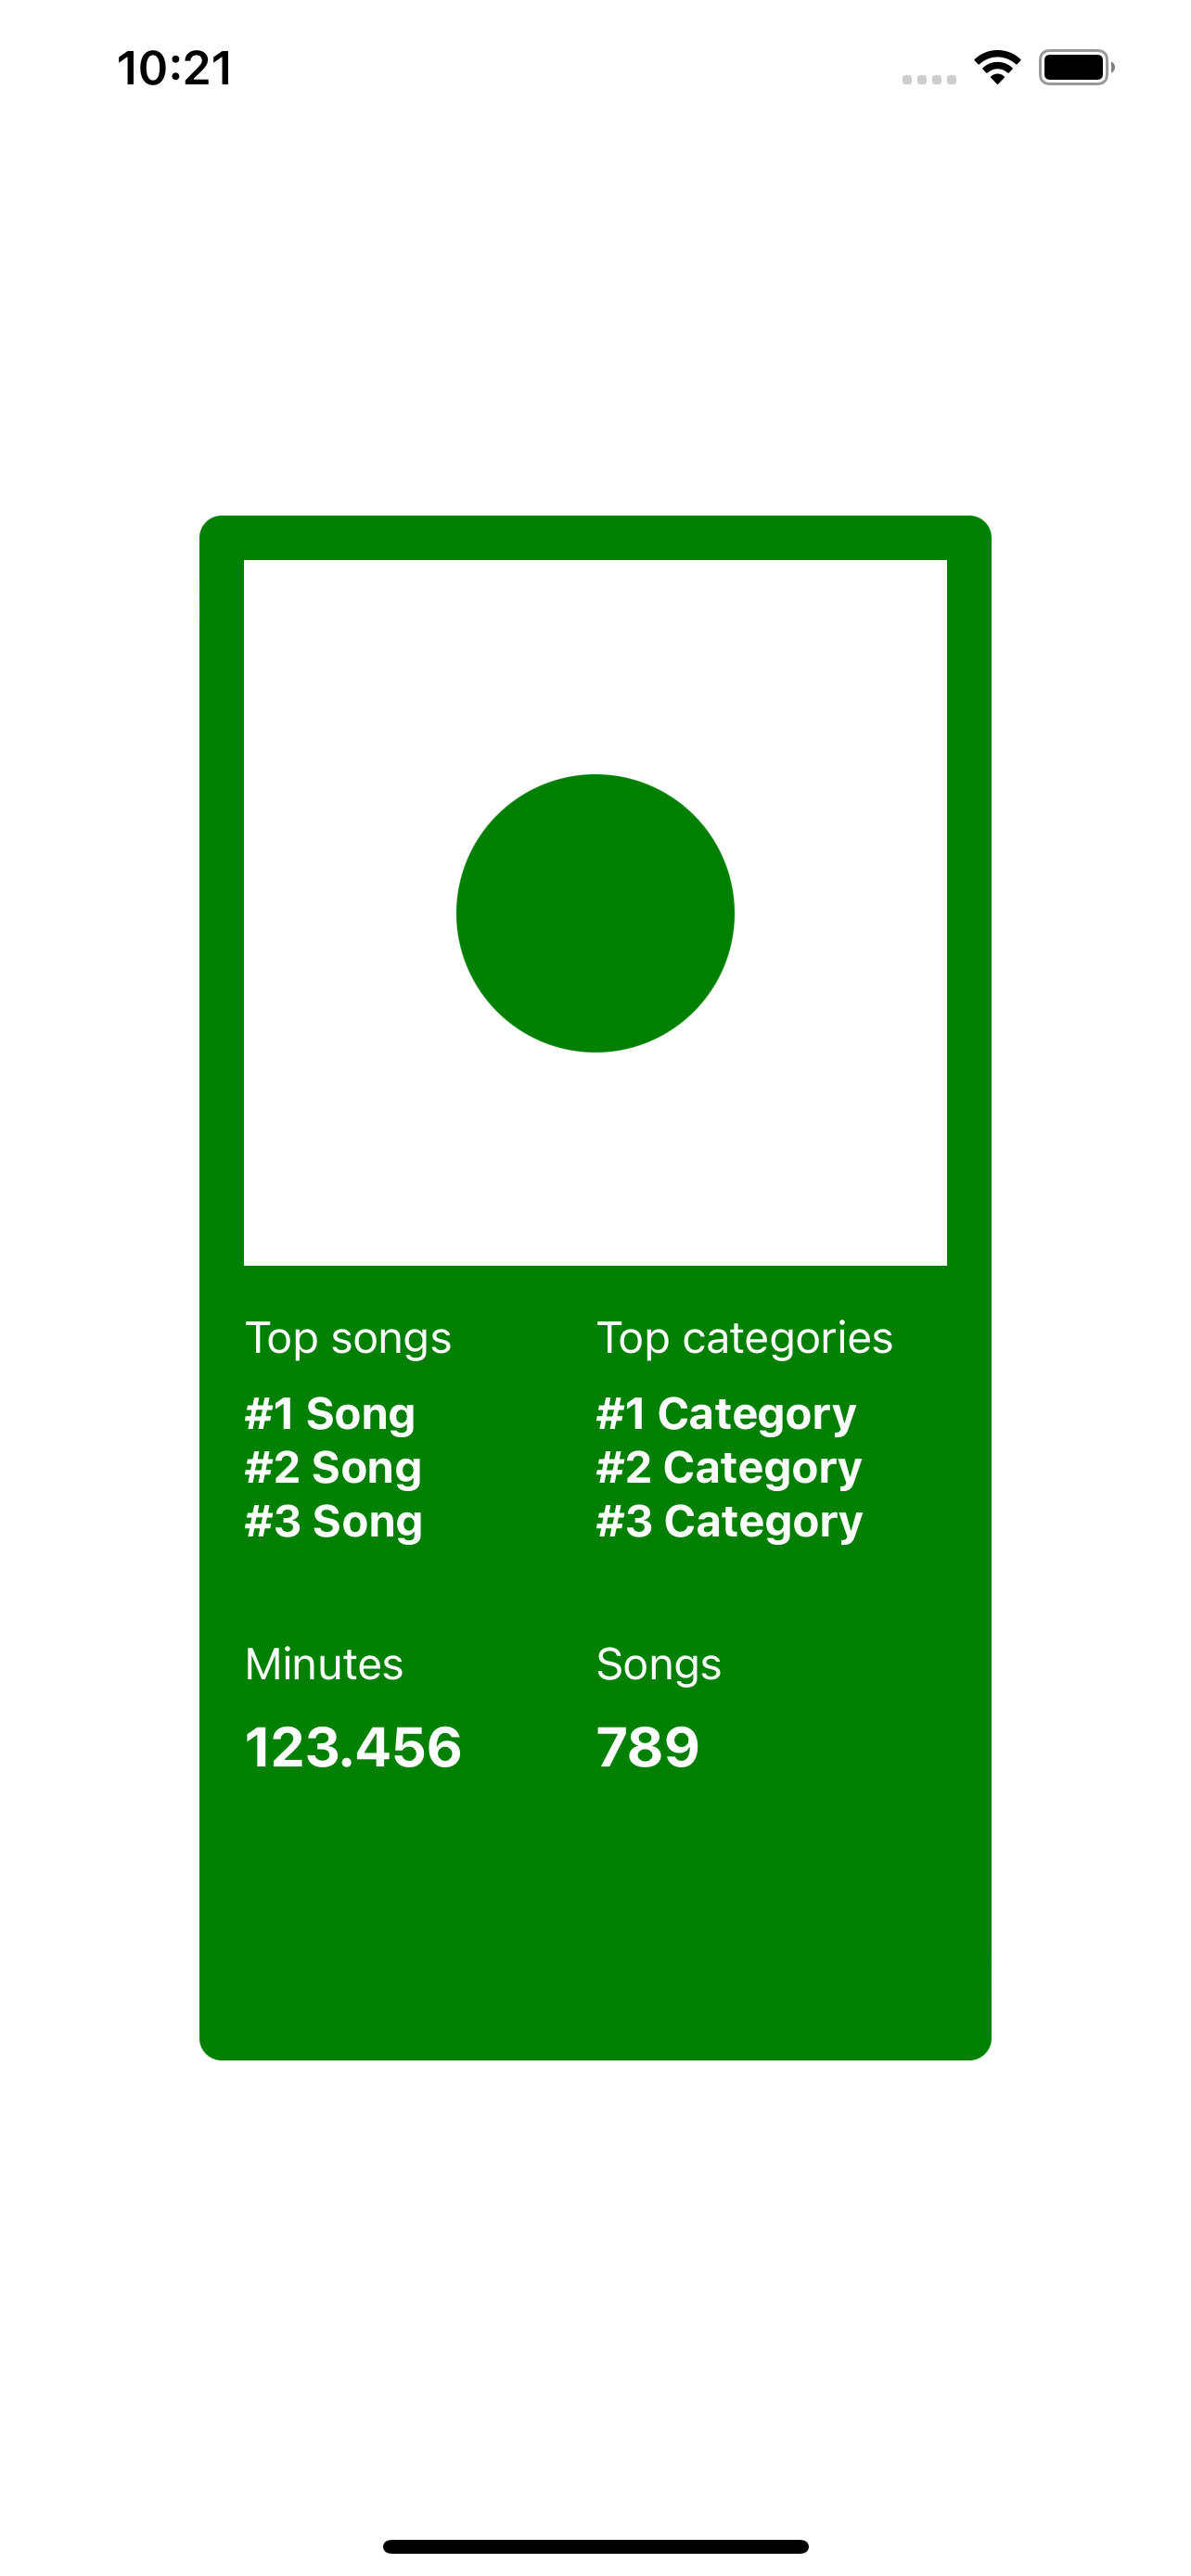 10:21
Top songs
#1 Song
#2 Song
#3 Song
Top categories
#1 Category
#2 Category
#3 Category
Minutes
123.456
Songs
789